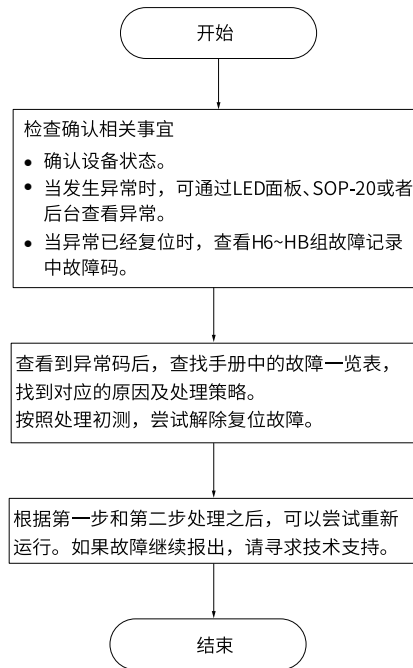 开始
检查确认相关事宜
• 确认设备状态。
• 当发生异常时，可通过LED面板、SOP-20或者
后台查看异常。
• 当异常已经复位时，查看H6~HB组故障记录
中故障码。
查看到异常码后，查找手册中的故障一览表，
找到对应的原因及处理策略。
按照处理初测，尝试解除复位故障。
根据第一步和第二步处理之后，可以尝试重新
运行。如果故障继续报出，请寻求技术支持。
结束